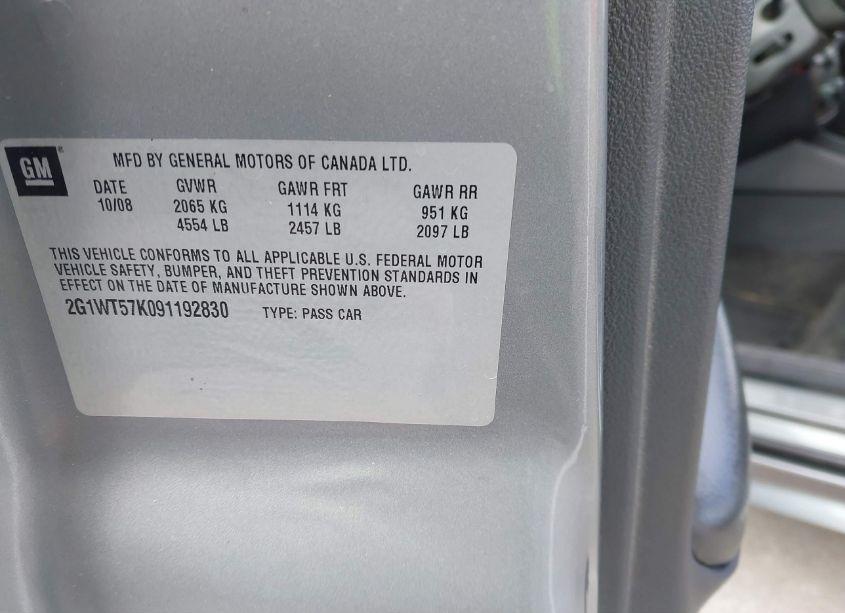 GM
MFD BY GENERAL MOTORS OF CANADA LTD.
DATE GVWR GAWR FRT GAWR RR
10/08 2065 KG 1114 KG 951 KG
4554 LB 2457 LB 2097 LB
THIS VEHICLE CONFORMS TO ALL APPLICABLE U.S. FEDERAL MOTOR
VEHICLE SAFETY, BUMPER, AND THEFT PREVENTION STANDARDS IN
EFFECT ON THE DATE OF MANUFACTURE SHOWN ABOVE.
2G1WT57K091192830 TYPE: PASS CAR